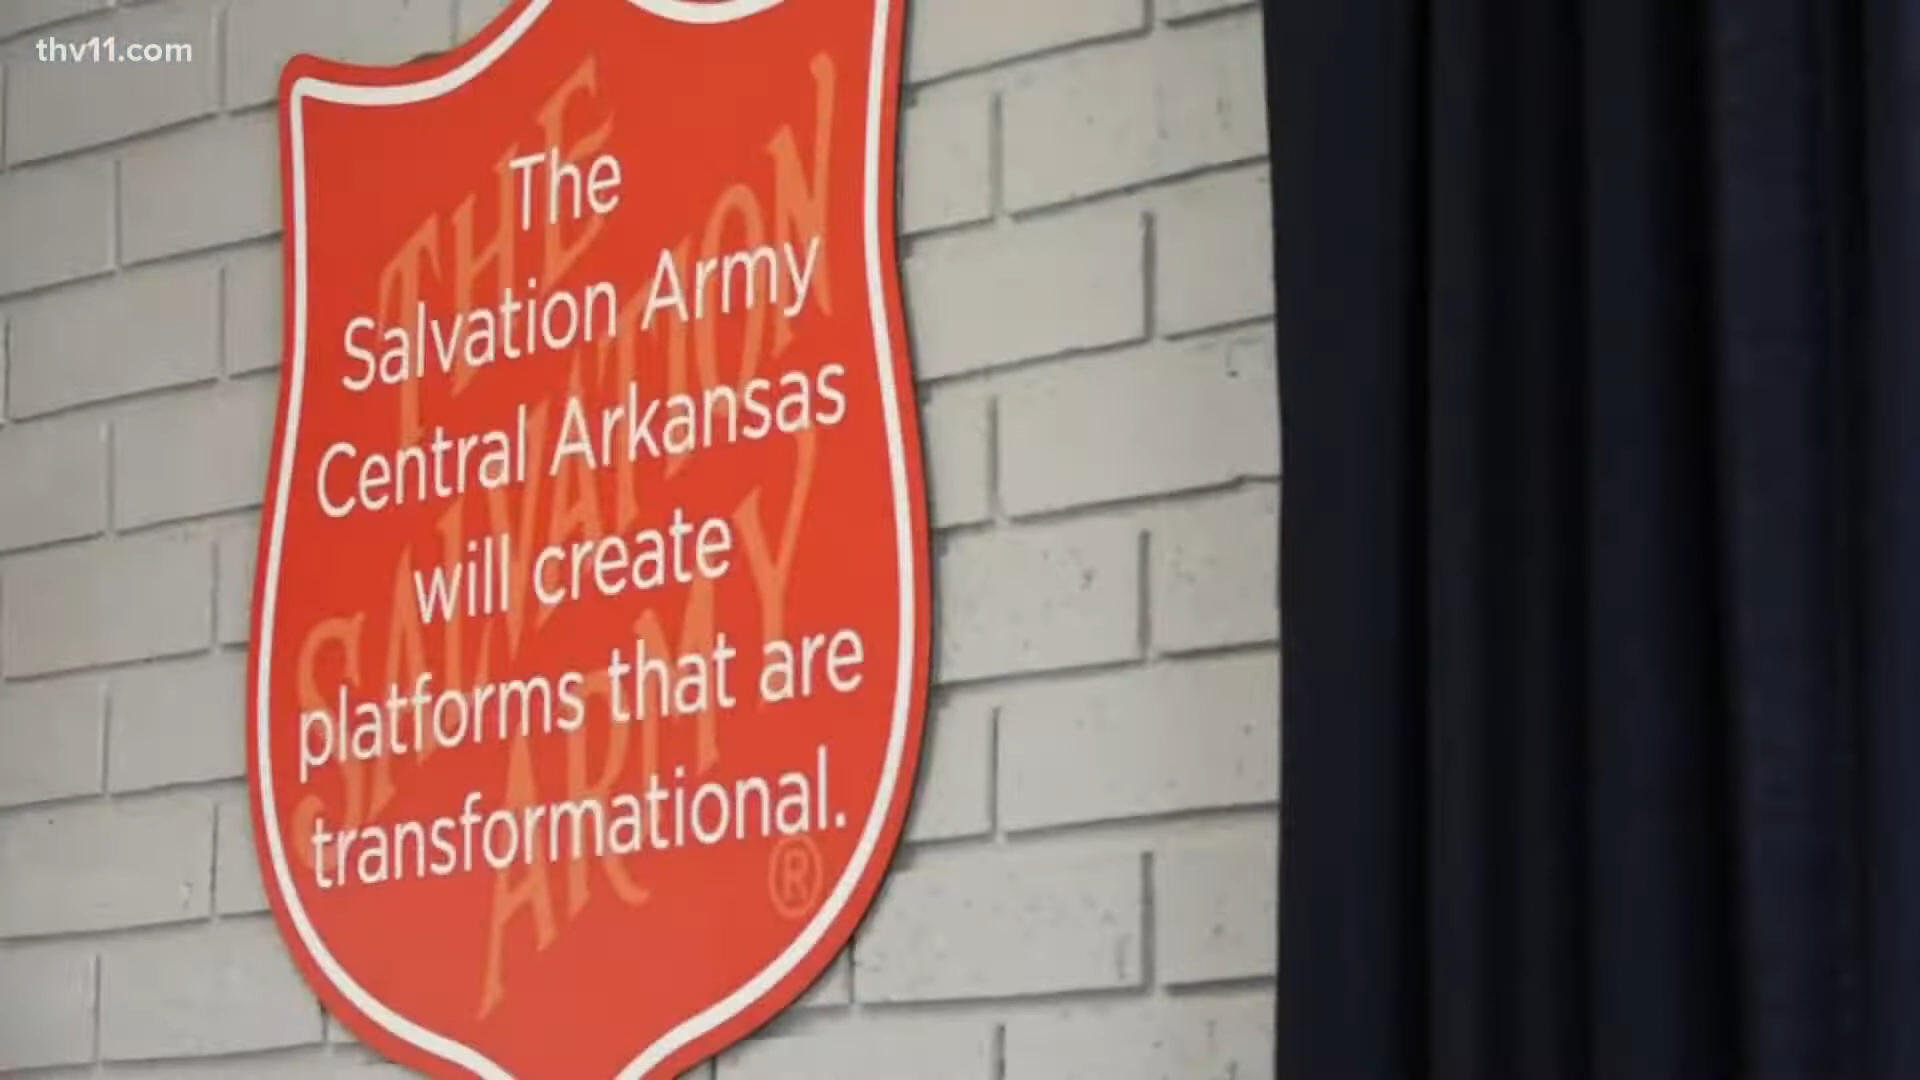 thv11.com
THE
SALVATION
ARMY
The
Salvation Army
Central Arkansas
will create
platforms that are
transformational.
®